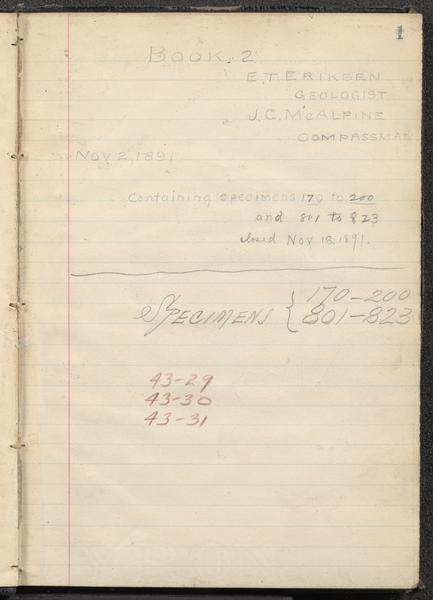 1
BOOK. 2
E. T. ERIKSEN
GEOLOGIST
J. C. McALPINE
COMPASSMAN
NOV 2, 1891
Containing SPECIMENS 170 to 200
and 801 to 823
closed Nov 18, 1891.
SPECIMENS { 170-200
801-823
43-29
43-30
43-31